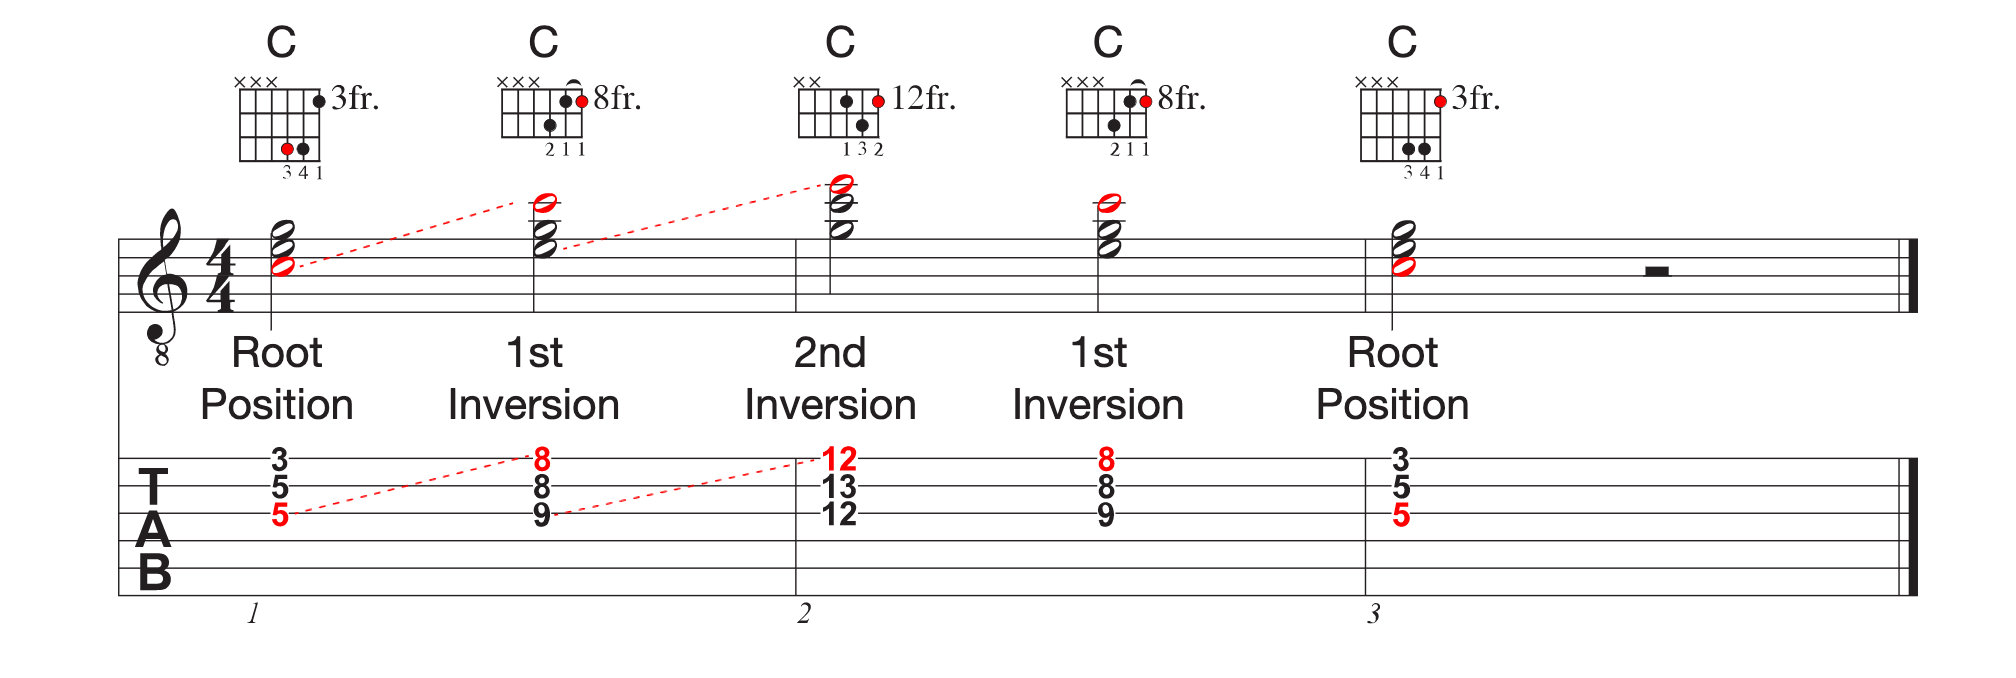 C C C C C
××× ××× ×× ××× ×××
3fr. 8fr. 12fr. 8fr. 3fr.
3 4 1 2 1 1 1 3 2 2 1 1 3 4 1
4
4
8
Root 1st 2nd 1st Root
Position Inversion Inversion Inversion Position
3 8 12 8 3
T 5 8 13 8 5
A 5 9 12 9 5
B
1 2 3